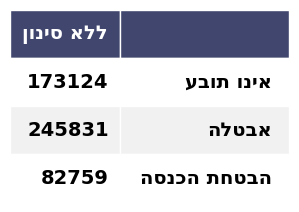 ללא סינון
אינו תובע 173124
אבטלה 245831
הבטחת הכנסה 82759